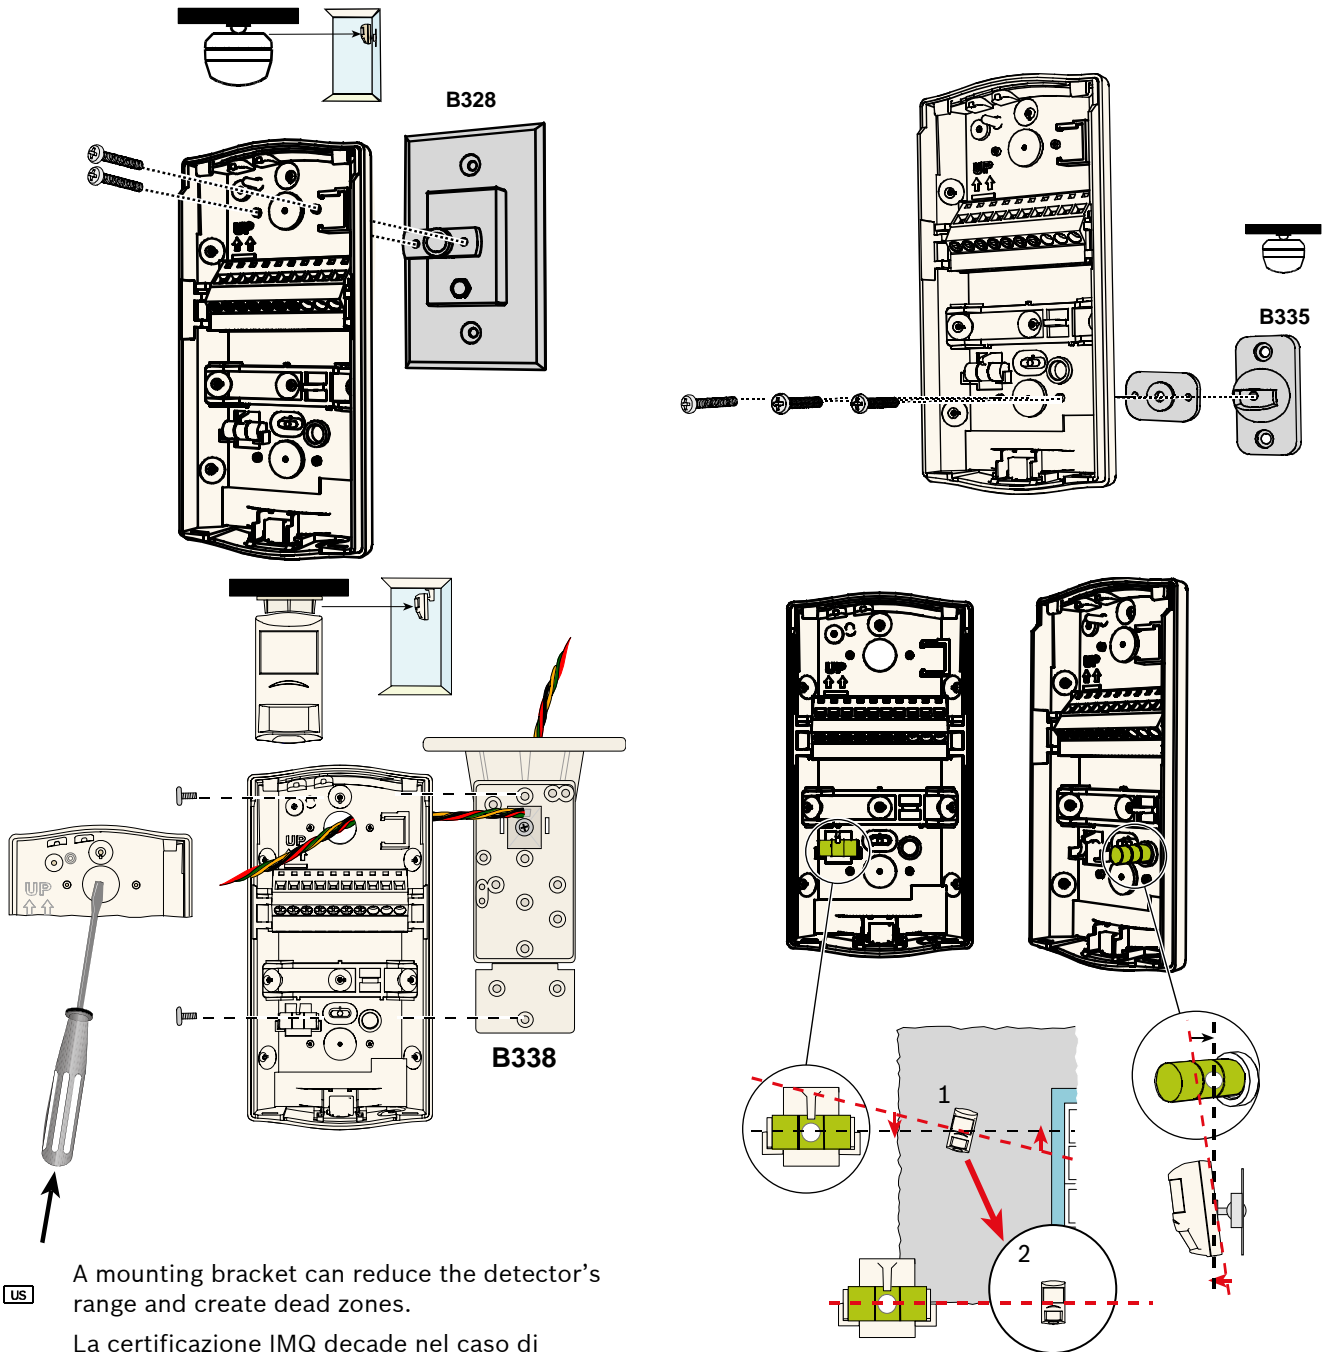 B328
UP
UP
B335
UP
UP
UP
UP
B338
1
2
US
A mounting bracket can reduce the detector's
range and create dead zones.
La certificazione IMQ decade nel caso di